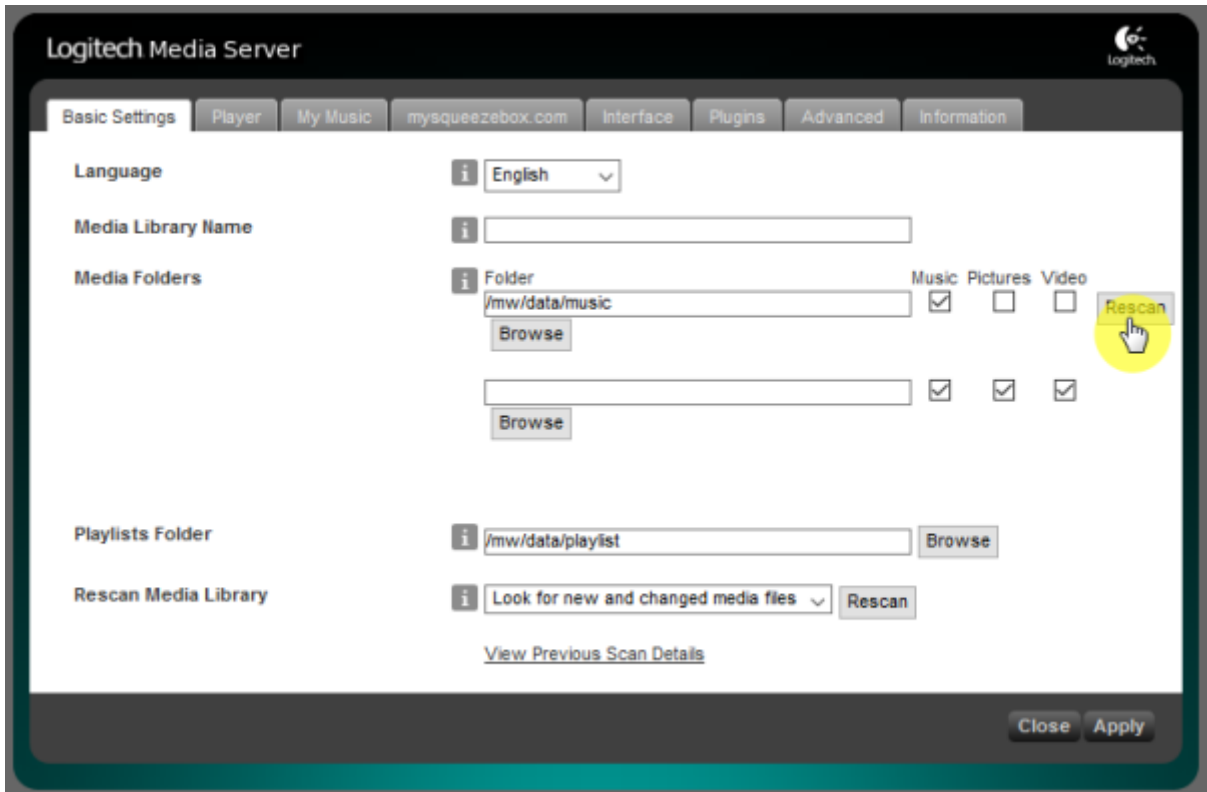 Logitech Media Server
Logitech
Basic Settings Player My Music mysqueezebox.com Interface Plugins Advanced Information
Language i English
Media Library Name i
Media Folders i Folder Music Pictures Video
/mw/data/music Rescan
Browse
Browse
Playlists Folder i /mw/data/playlist Browse
Rescan Media Library i Look for new and changed media files Rescan
View Previous Scan Details
Close Apply